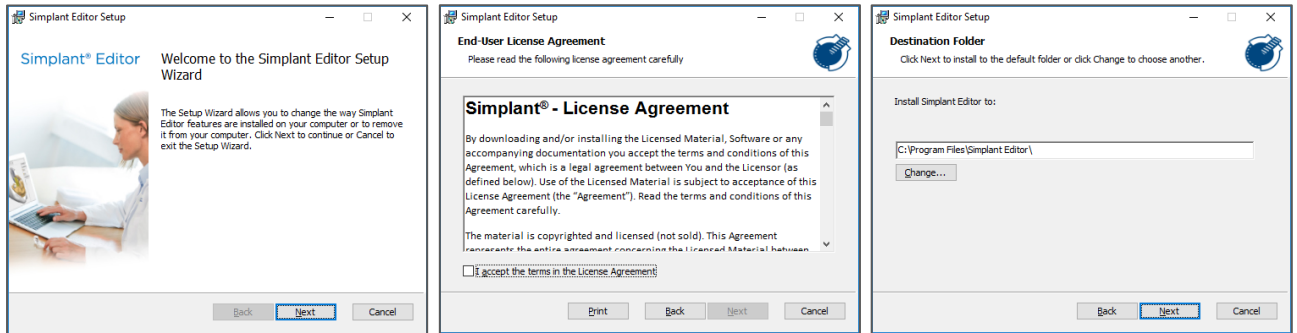 Simplant Editor Setup
Simplant® Editor
Welcome to the Simplant Editor Setup
Wizard
The Setup Wizard allows you to change the way Simplant
Editor features are installed on your computer or to remove
it from your computer. Click Next to continue or Cancel to
exit the Setup Wizard.
Back Next Cancel
Simplant Editor Setup
End-User License Agreement
Please read the following license agreement carefully
Simplant® - License Agreement
By downloading and/or installing the Licensed Material, Software or any
accompanying documentation you accept the terms and conditions of this
Agreement, which is a legal agreement between You and the Licensor (as
defined below). Use of the Licensed Material is subject to acceptance of this
License Agreement (the “Agreement”). Read the terms and conditions of this
Agreement carefully.
The material is copyrighted and licensed (not sold). This Agreement
represents the entire agreement concerning the Licensed Material between
I accept the terms in the License Agreement
Print Back Next Cancel
Simplant Editor Setup
Destination Folder
Click Next to install to the default folder or click Change to choose another.
Install Simplant Editor to:
C:\Program Files\Simplant Editor\
Change...
Back Next Cancel